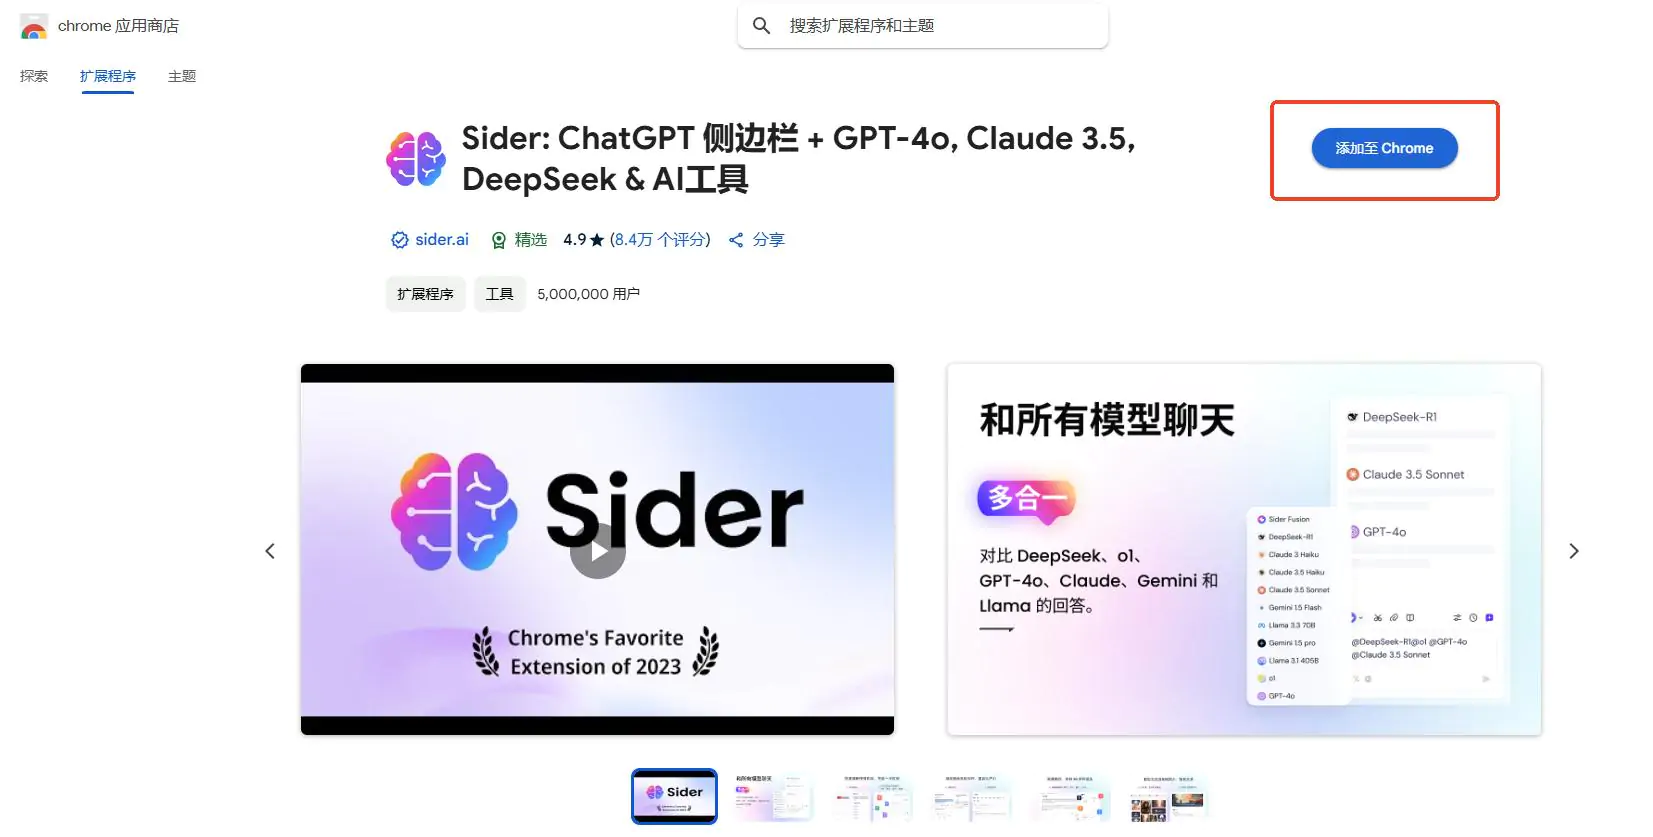 chrome 应用商店
搜索扩展程序和主题
探索 扩展程序 主题
Sider: ChatGPT 侧边栏 + GPT-4o, Claude 3.5,
DeepSeek & AI工具
添加至 Chrome
sider.ai 精选 4.9★ (8.4万 个评分) 分享
扩展程序 工具 5,000,000 用户
Sider
Chrome's Favorite
Extension of 2023
和所有模型聊天
多合一
对比 DeepSeek、o1、
GPT-4o、Claude、Gemini 和
Llama 的回答。
DeepSeek-R1
Claude 3.5 Sonnet
GPT-4o
Sider Fusion
DeepSeek-R1
Claude 3 Haiku
Claude 3.5 Haiku
Claude 3.5 Sonnet
Gemini 1.5 Flash
Llama 3.3 70B
Gemini 1.5 pro
Llama 3.1 405B
o1
GPT-4o
@DeepSeek-R1@o1 @GPT-4o
@Claude 3.5 Sonnet
Sider
和所有模型聊天